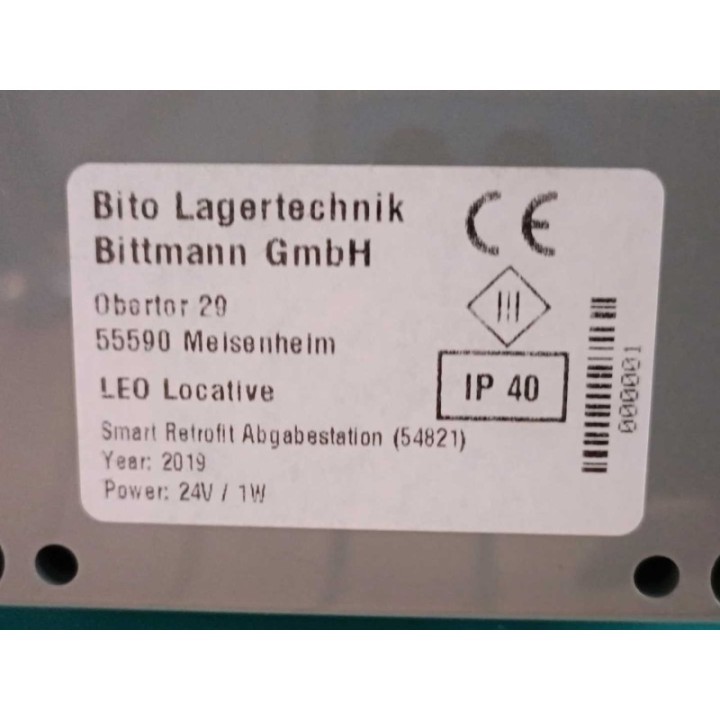 Bito Lagertechnik
Bittmann GmbH
Obertor 29
55590 Meisenheim
LEO Locative
Smart Retrofit Abgabestation (54821)
Year: 2019
Power: 24V / 1W
CE
III
IP 40
000001